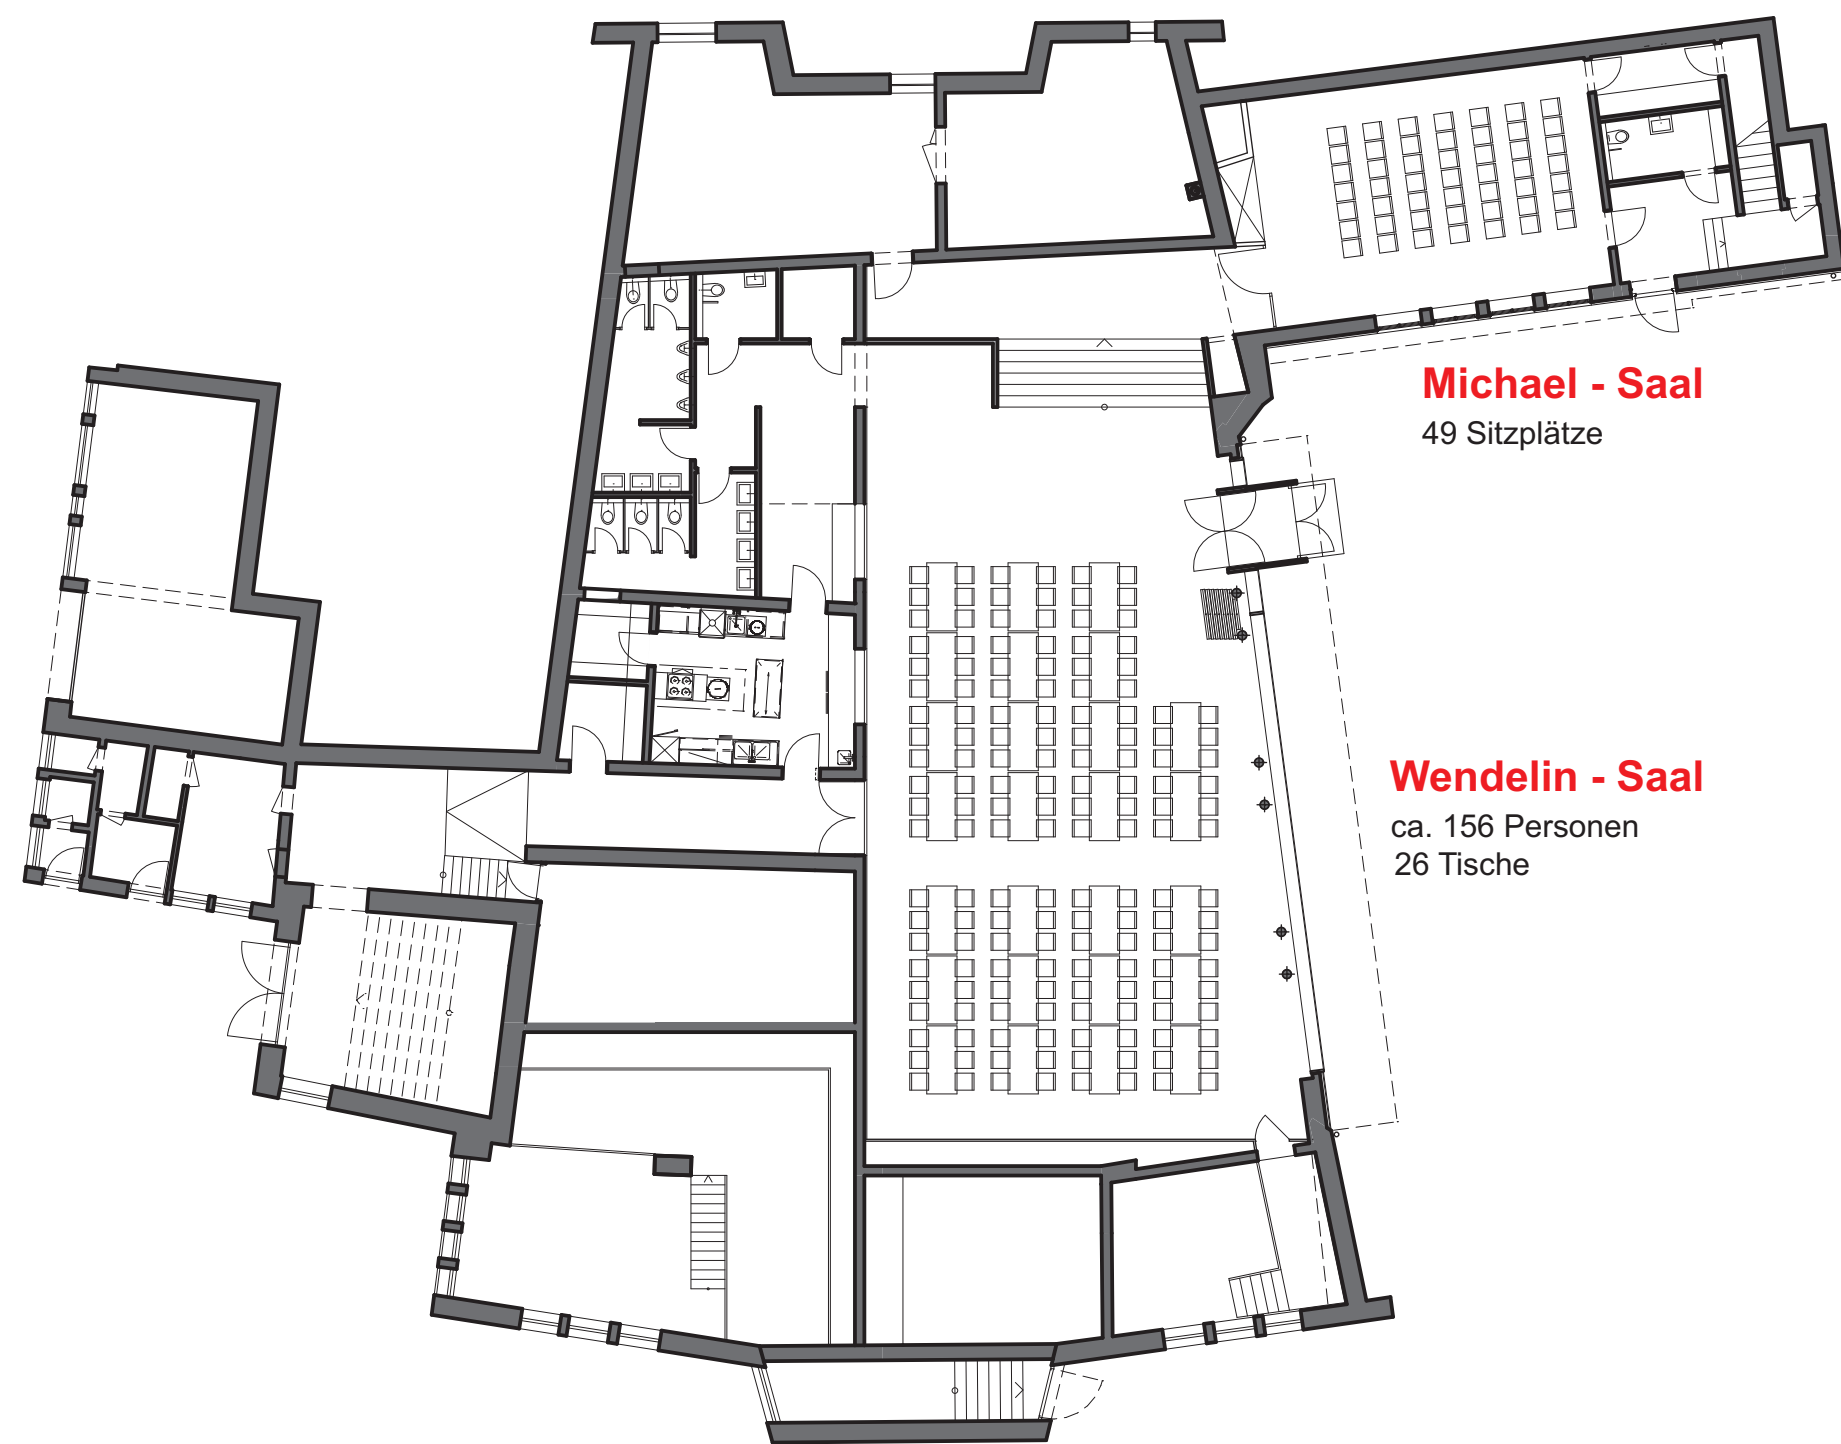 Michael - Saal
49 Sitzplätze
Wendelin - Saal
ca. 156 Personen
26 Tische